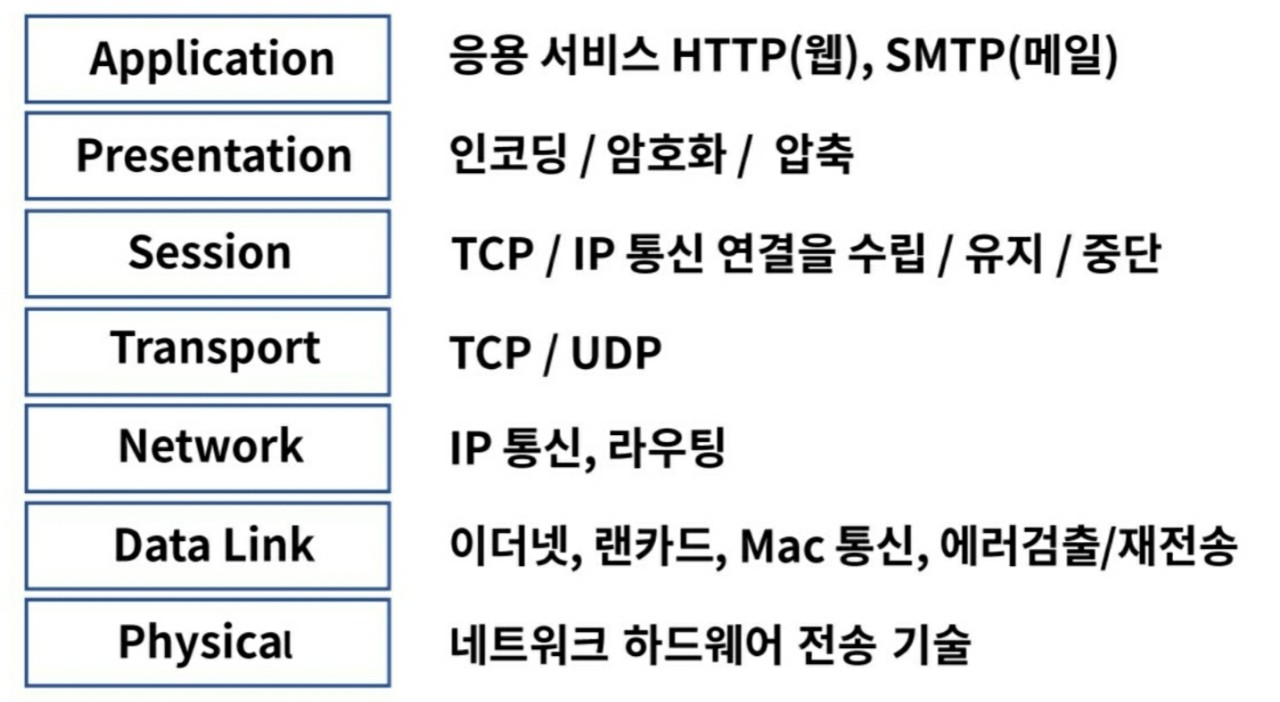 Application 응용 서비스 HTTP(웹), SMTP(메일)
Presentation 인코딩 / 암호화 / 압축
Session TCP / IP 통신 연결을 수립 / 유지 / 중단
Transport TCP / UDP
Network IP 통신, 라우팅
Data Link 이더넷, 랜카드, Mac 통신, 에러검출/재전송
Physical 네트워크 하드웨어 전송 기술